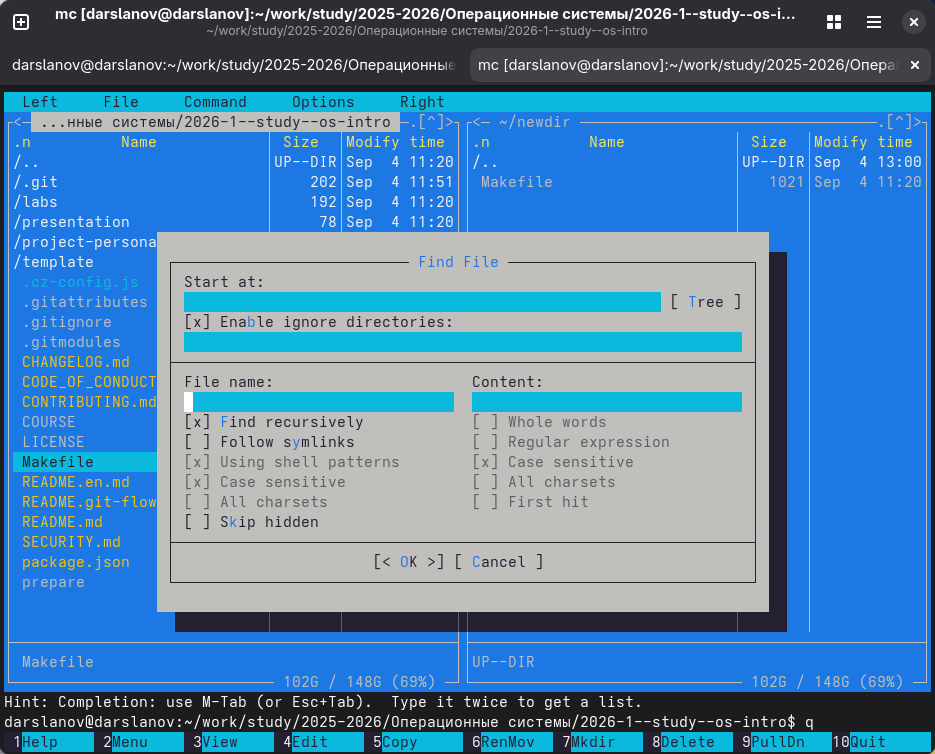 mc [darslanov@darslanov]:~/work/study/2025-2026/Операционные системы/2026-1--study--os-i...
~/work/study/2025-2026/Операционные системы/2026-1--study--os-intro
darslanov@darslanov:~/work/study/2025-2026/Операционные
mc [darslanov@darslanov]:~/work/study/2025-2026/Опера
Left File Command Options Right
<- ...нные системы/2026-1--study--os-intro .[^]> <- ~/newdir .[^]>
.n Name Size Modify time .n Name Size Modify time
/.. UP--DIR Sep 4 11:20 /.. UP--DIR Sep 4 13:00
/.git 202 Sep 4 11:51 Makefile 1021 Sep 4 11:20
/labs 192 Sep 4 11:20
/presentation 78 Sep 4 11:20
/project-persona
/template
.cz-config.js
.gitattributes
.gitignore
.gitmodules
CHANGELOG.md
CODE_OF_CONDUCT
CONTRIBUTING.md
COURSE
LICENSE
Makefile
README.en.md
README.git-flow
README.md
SECURITY.md
package.json
prepare
Find File
Start at:
[ Tree ]
[x] Enable ignore directories:
File name: Content:
[x] Find recursively [ ] Whole words
[ ] Follow symlinks [ ] Regular expression
[x] Using shell patterns [x] Case sensitive
[x] Case sensitive [ ] All charsets
[ ] All charsets [ ] First hit
[ ] Skip hidden
[< OK >] [ Cancel ]
Makefile UP--DIR
102G / 148G (69%) 102G / 148G (69%)
Hint: Completion: use M-Tab (or Esc+Tab). Type it twice to get a list.
darslanov@darslanov:~/work/study/2025-2026/Операционные системы/2026-1--study--os-intro$ q
1Help 2Menu 3View 4Edit 5Copy 6RenMov 7Mkdir 8Delete 9PullDn 10Quit